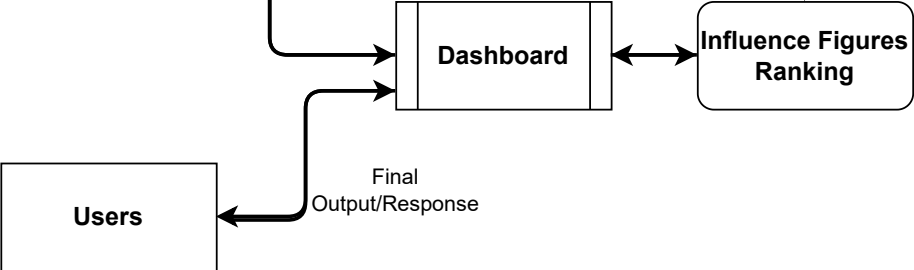 Dashboard
Influence Figures
Ranking
Final
Output/Response
Users